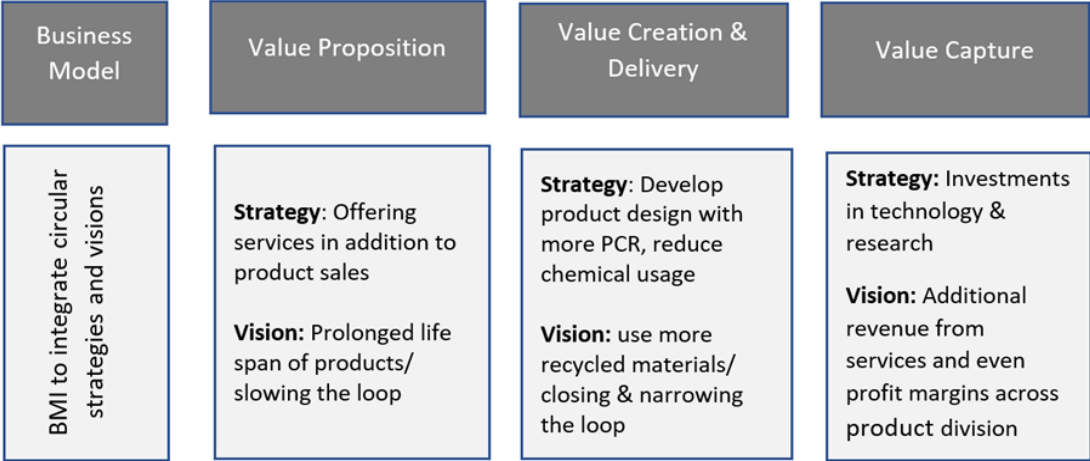 Business
Model
Value Proposition
Value Creation &
Delivery
Value Capture
BMI to integrate circular
strategies and visions
Strategy: Offering
services in addition to
product sales
Vision: Prolonged life
span of products/
slowing the loop
Strategy: Develop
product design with
more PCR, reduce
chemical usage
Vision: use more
recycled materials/
closing & narrowing
the loop
Strategy: Investments
in technology &
research
Vision: Additional
revenue from
services and even
profit margins across
product division